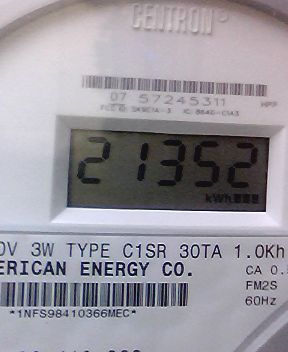 CENTRON®
07 57245311
21352
kWh
0V 3W TYPE C1SR 30TA 1.0Kh
ERICAN ENERGY CO.
CA 0.
FM2S
60Hz
*1NFS98410366MEC*